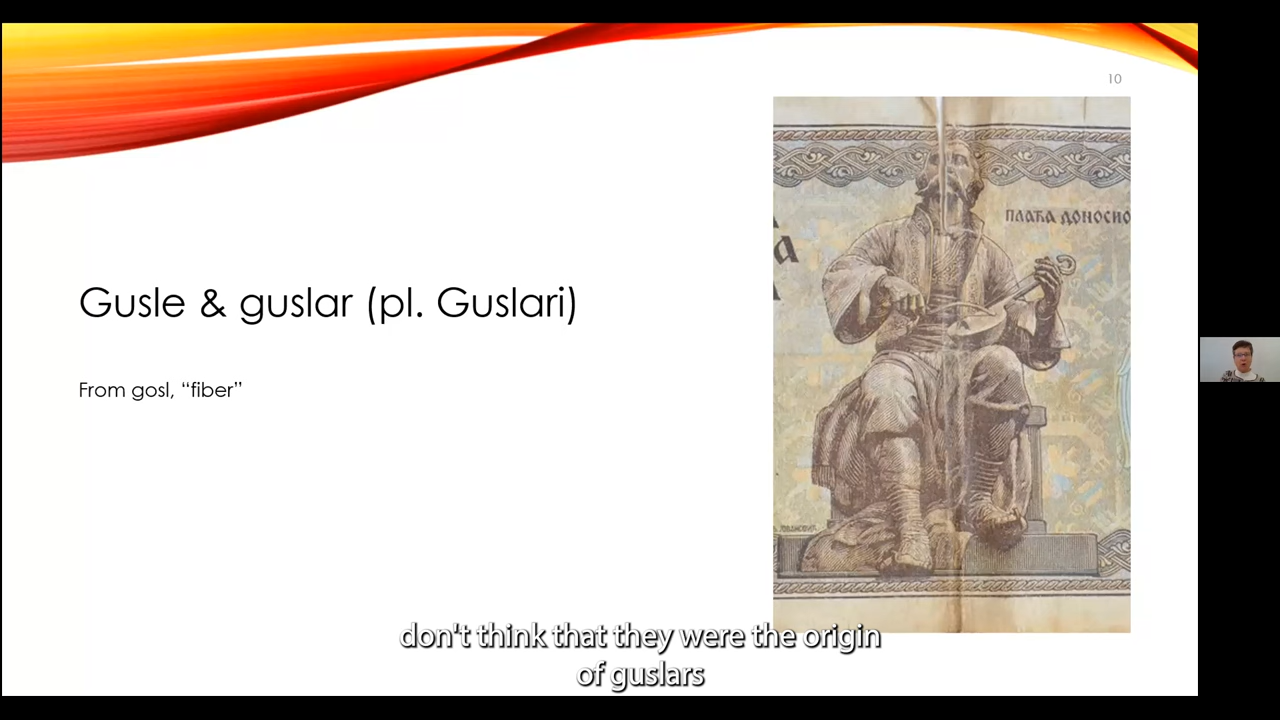 10
ПЛАЋА ДОНОСИО
а
Gusle & guslar (pl. Guslari)
From gosl, “fiber”
don't think that they were the origin
of guslars